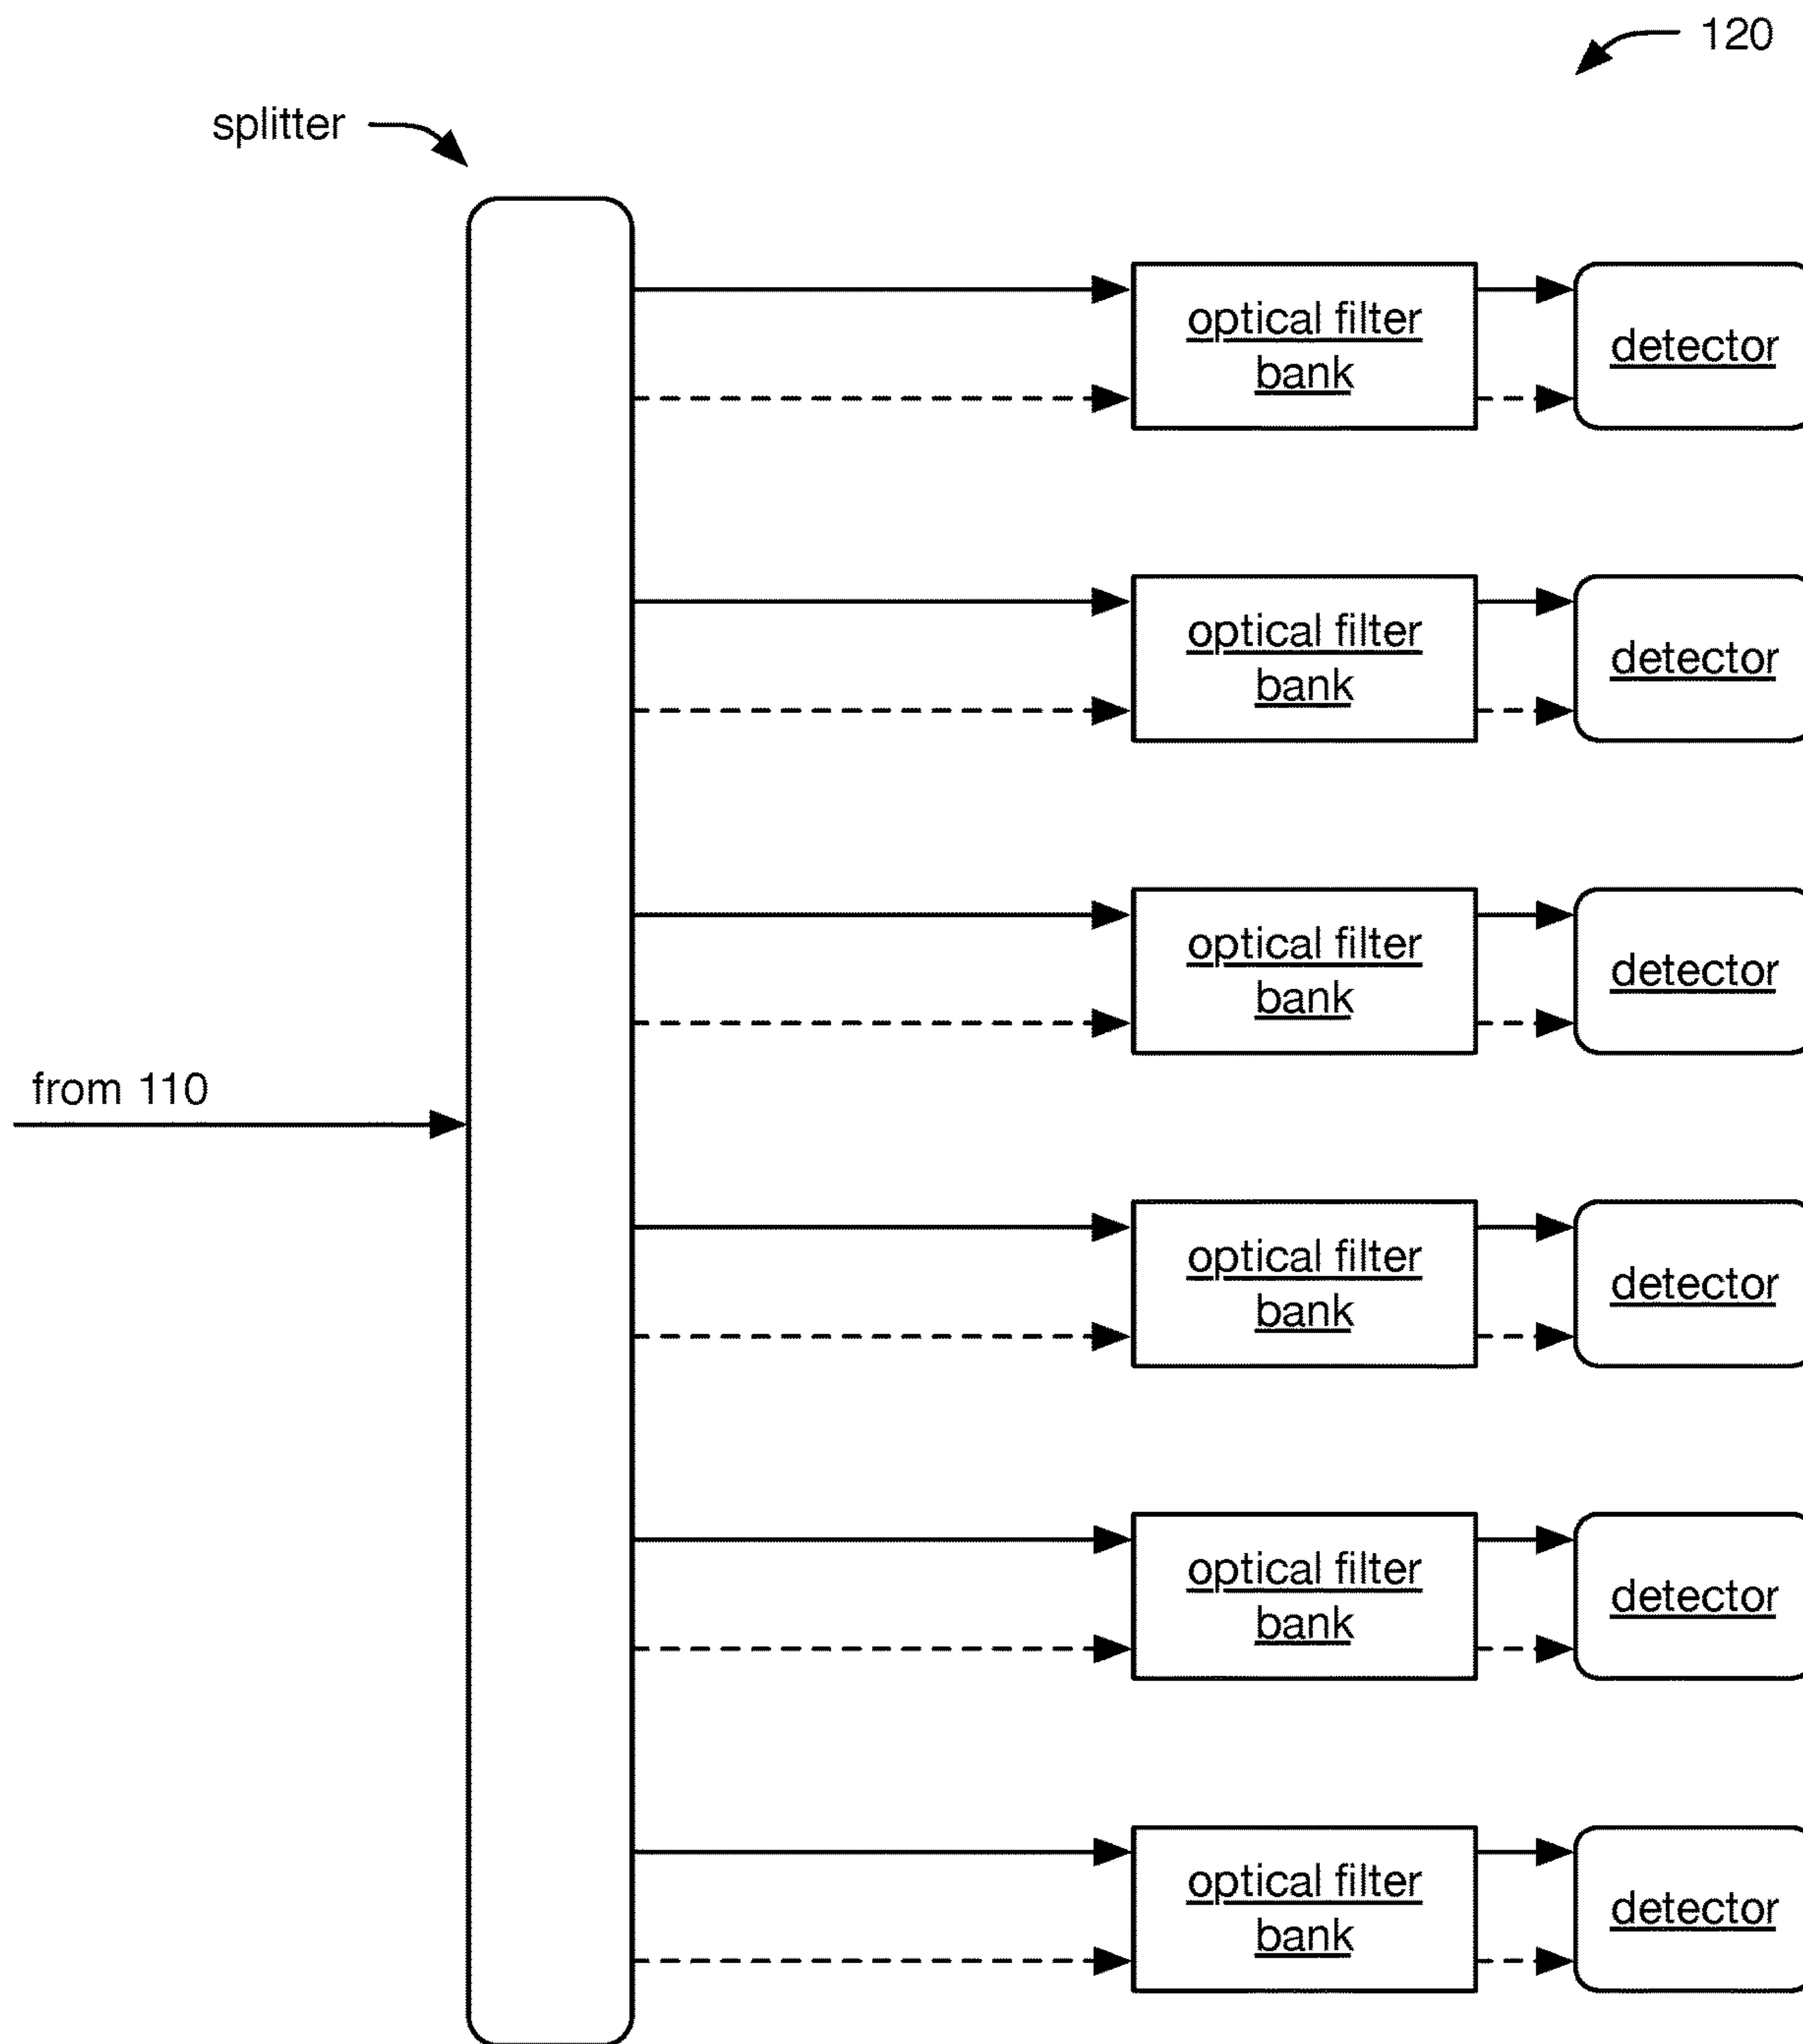 120
splitter
optical filter
bank
detector
optical filter
bank
detector
optical filter
bank
detector
from 110
optical filter
bank
detector
optical filter
bank
detector
optical filter
bank
detector